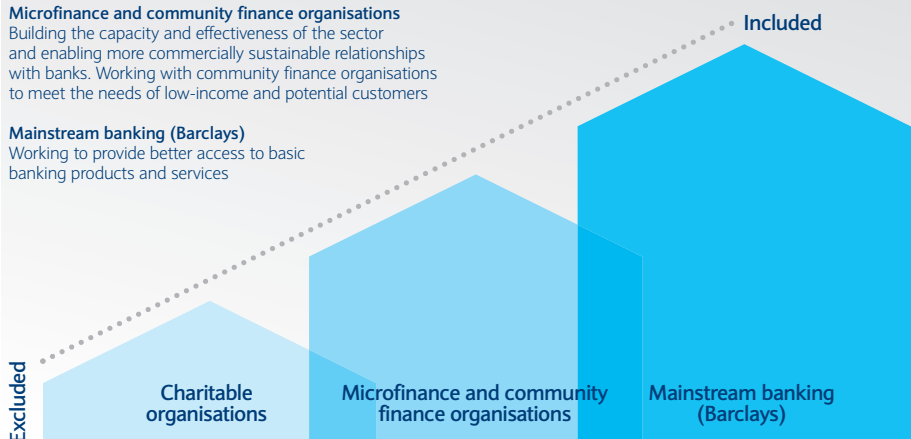 Microfinance and community finance organisations
Building the capacity and effectiveness of the sector
and enabling more commercially sustainable relationships
with banks. Working with community finance organisations
to meet the needs of low-income and potential customers
Mainstream banking (Barclays)
Working to provide better access to basic
banking products and services
Included
Excluded
Charitable
organisations
Microfinance and community
finance organisations
Mainstream banking
(Barclays)